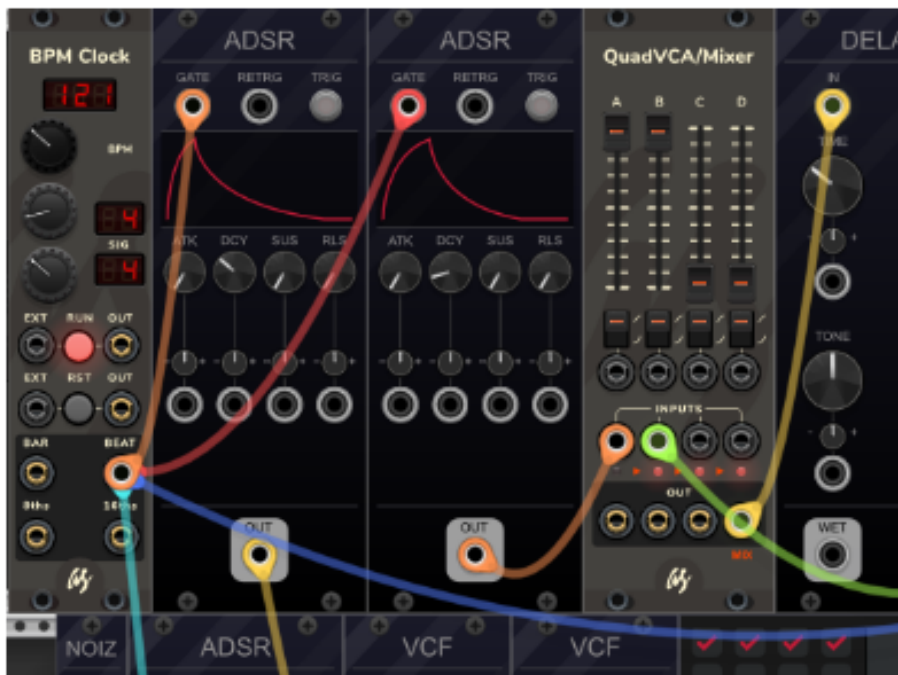 BPM Clock
121
BPM
4
SIG
4
EXT RUN OUT
EXT RST OUT
BAR BEAT
8ths 16ths
ADSR
GATE RETRG TRIG
ATK DCY SUS RLS
- + - + - + - +
OUT
ADSR
GATE RETRG TRIG
ATK DCY SUS RLS
- + - + - + - +
OUT
QuadVCA/Mixer
A B C D
INPUTS
OUT
MIX
DELA
IN
TIME
- +
TONE
- +
WET
NOIZ
ADSR
VCF
VCF